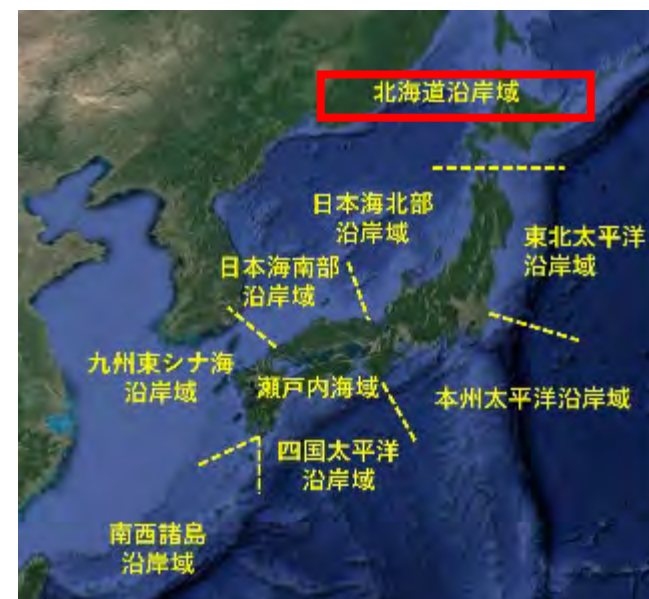 北海道沿岸域
日本海北部
沿岸域
東北太平洋
沿岸域
日本海南部
沿岸域
九州東シナ海
沿岸域
瀬戸内海域
本州太平洋沿岸域
四国太平洋
沿岸域
南西諸島
沿岸域